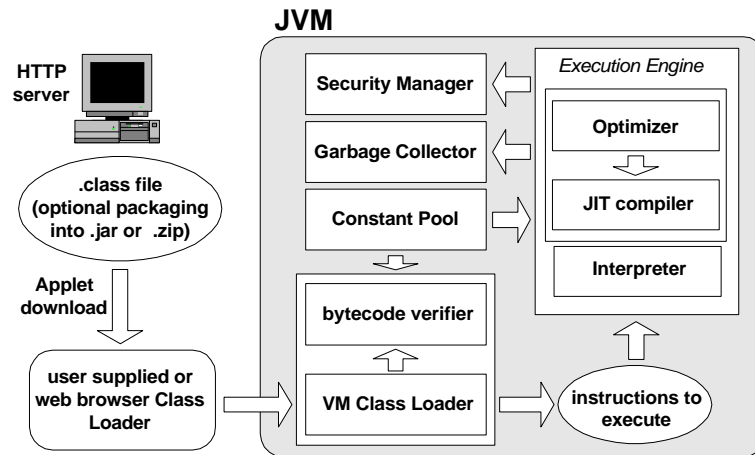 JVM
HTTP
server
.class file
(optional packaging
into .jar or .zip)
Applet
download
user supplied or
web browser Class
Loader
Security Manager
Garbage Collector
Constant Pool
bytecode verifier
VM Class Loader
Execution Engine
Optimizer
JIT compiler
Interpreter
instructions to
execute